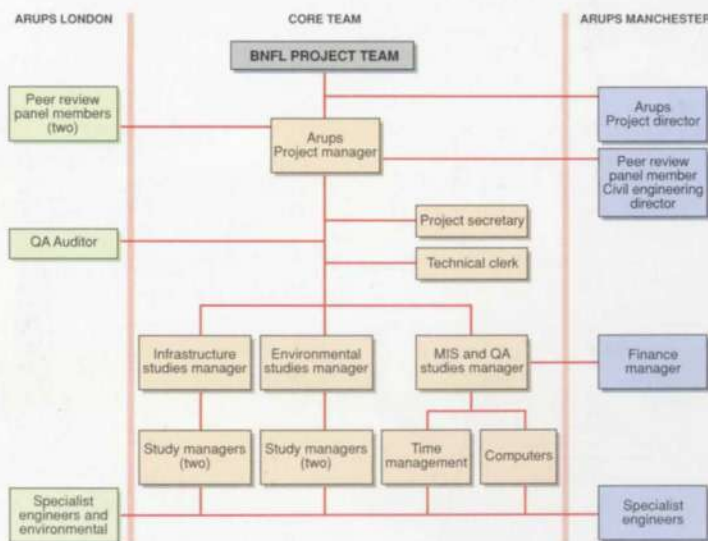 ARUPS LONDON
CORE TEAM
ARUPS MANCHESTER
BNFL PROJECT TEAM
Peer review
panel members
(two)
Arups
Project director
Arups
Project manager
Peer review
panel member
Civil engineering
director
Project secretary
QA Auditor
Technical clerk
Infrastructure
studies manager
Environmental
studies manager
MIS and QA
studies manager
Finance
manager
Study managers
(two)
Study managers
(two)
Time
management
Computers
Specialist
engineers and
environmental
Specialist
engineers